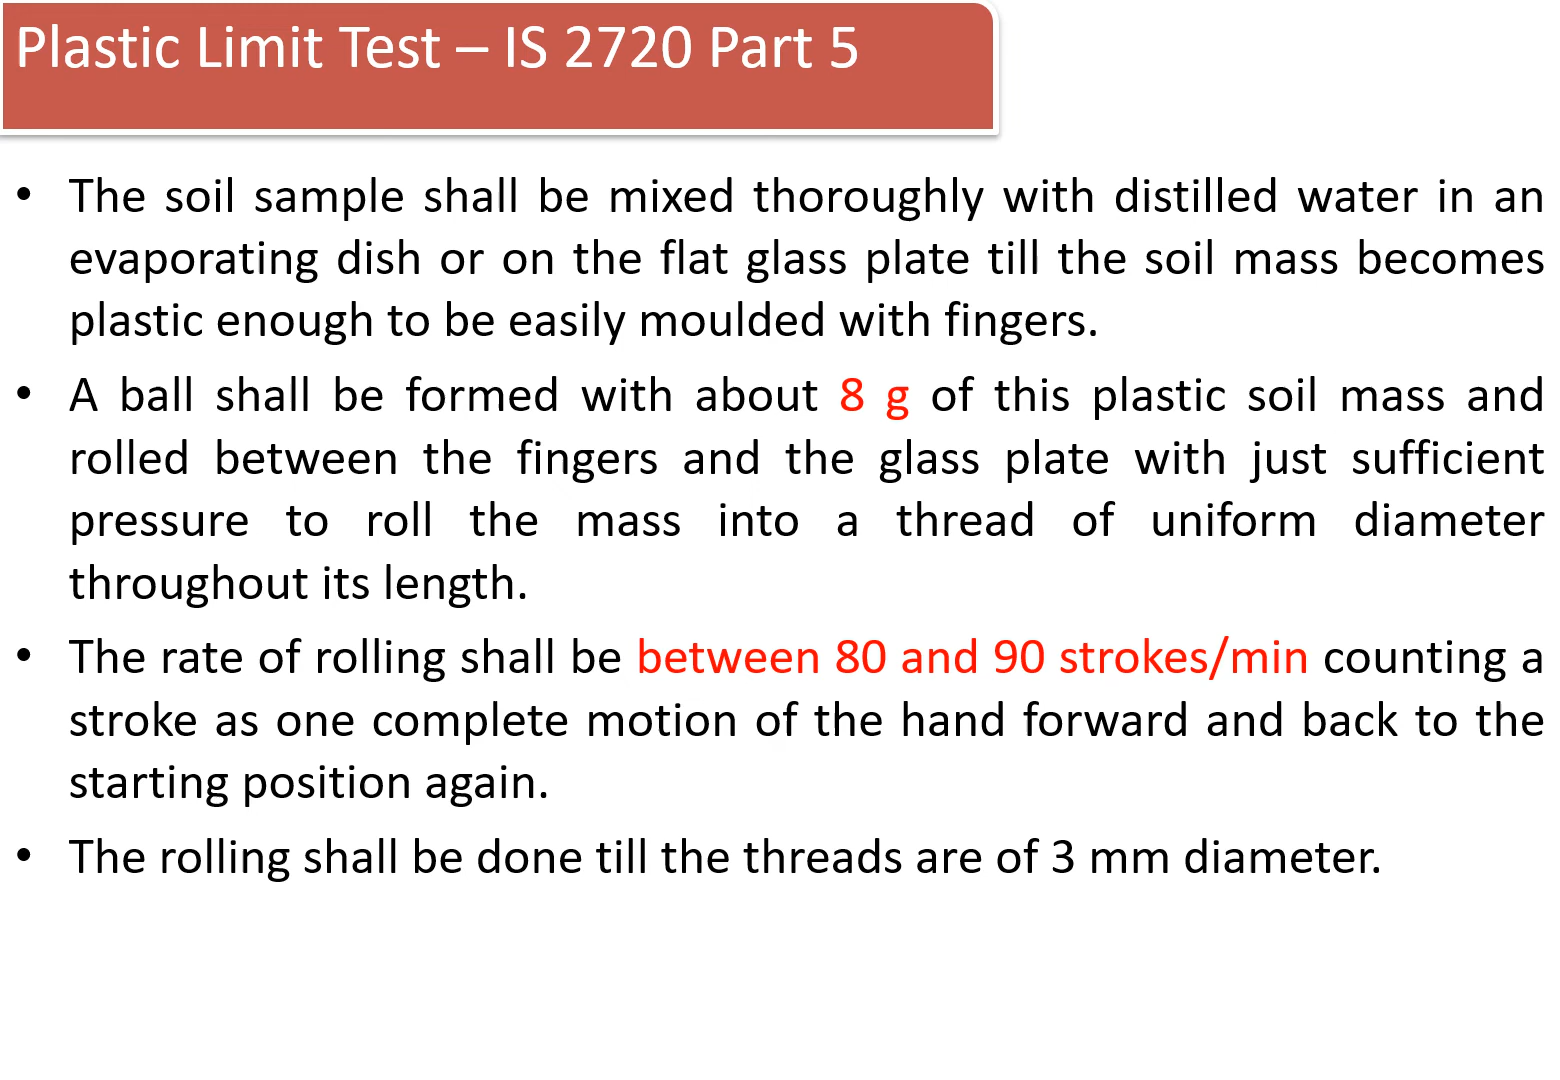 Plastic Limit Test – IS 2720 Part 5
• The soil sample shall be mixed thoroughly with distilled water in an
evaporating dish or on the flat glass plate till the soil mass becomes
plastic enough to be easily moulded with fingers.
• A ball shall be formed with about 8 g of this plastic soil mass and
rolled between the fingers and the glass plate with just sufficient
pressure to roll the mass into a thread of uniform diameter
throughout its length.
• The rate of rolling shall be between 80 and 90 strokes/min counting a
stroke as one complete motion of the hand forward and back to the
starting position again.
• The rolling shall be done till the threads are of 3 mm diameter.